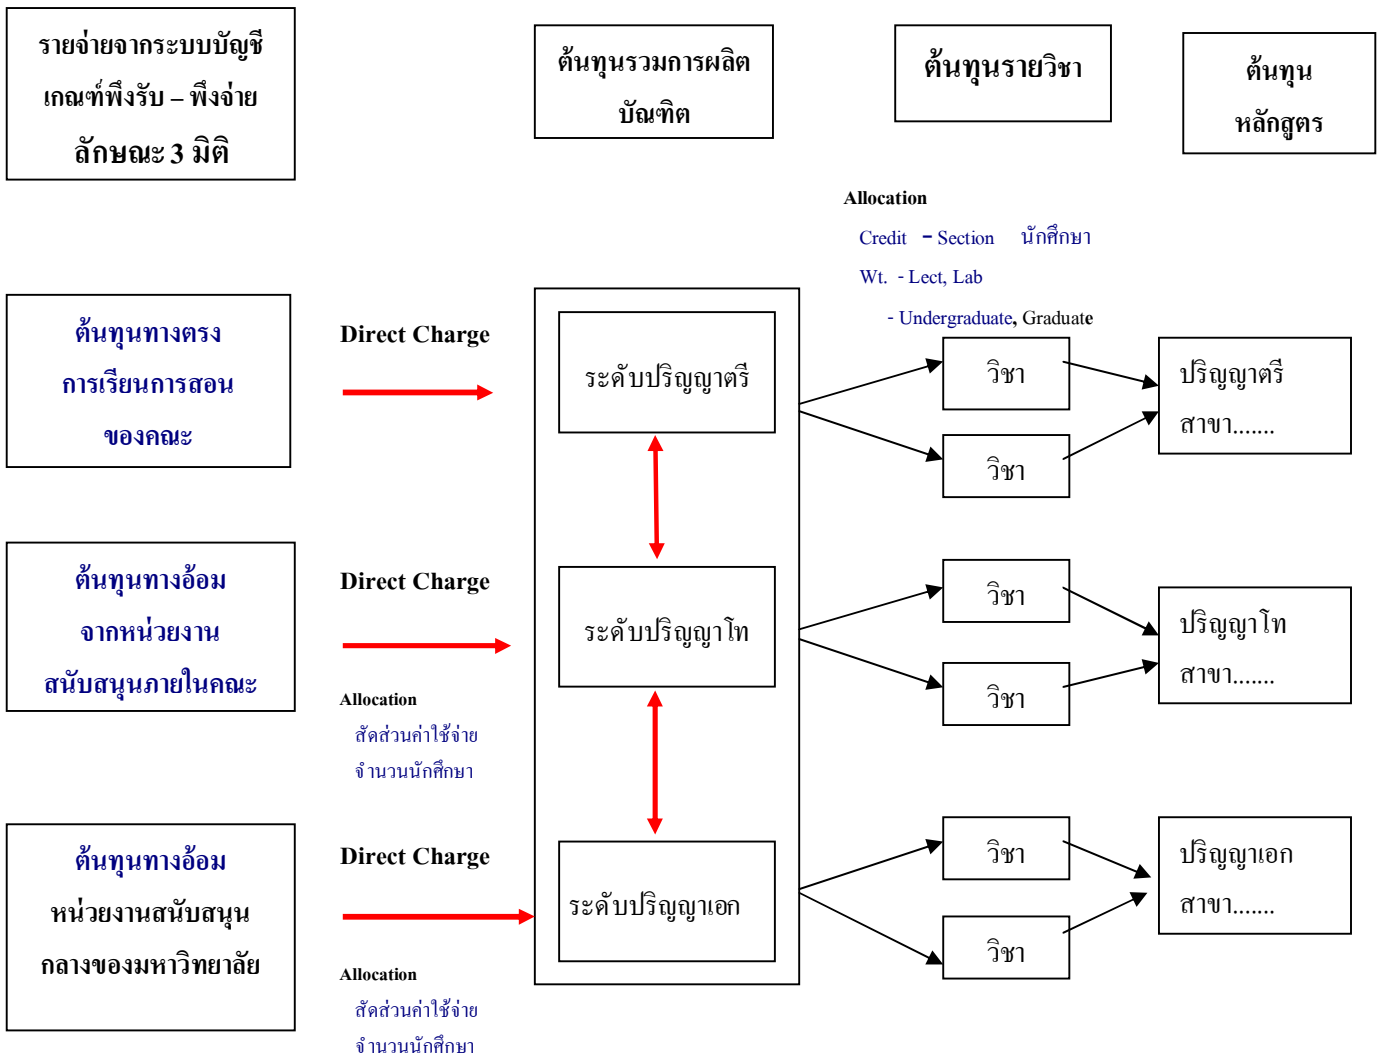 รายจ่ายจากระบบบัญชี
เกณฑ์พึงรับ – พึงจ่าย
ลักษณะ 3 มิติ
ต้นทุนรวมการผลิต
บัณฑิต
ต้นทุนรายวิชา
ต้นทุน
หลักสูตร
Allocation
Credit – Section นักศึกษา
Wt. - Lect, Lab
- Undergraduate, Graduate
ต้นทุนทางตรง
การเรียนการสอน
ของคณะ
Direct Charge
ระดับปริญญาตรี
วิชา
วิชา
ปริญญาตรี
สาขา.......
ต้นทุนทางอ้อม
จากหน่วยงาน
สนับสนุนภายในคณะ
Direct Charge
Allocation
สัดส่วนค่าใช้จ่าย
จำนวนนักศึกษา
ระดับปริญญาโท
วิชา
วิชา
ปริญญาโท
สาขา.......
ต้นทุนทางอ้อม
หน่วยงานสนับสนุน
กลางของมหาวิทยาลัย
Direct Charge
Allocation
สัดส่วนค่าใช้จ่าย
จำนวนนักศึกษา
ระดับปริญญาเอก
วิชา
วิชา
ปริญญาเอก
สาขา.......